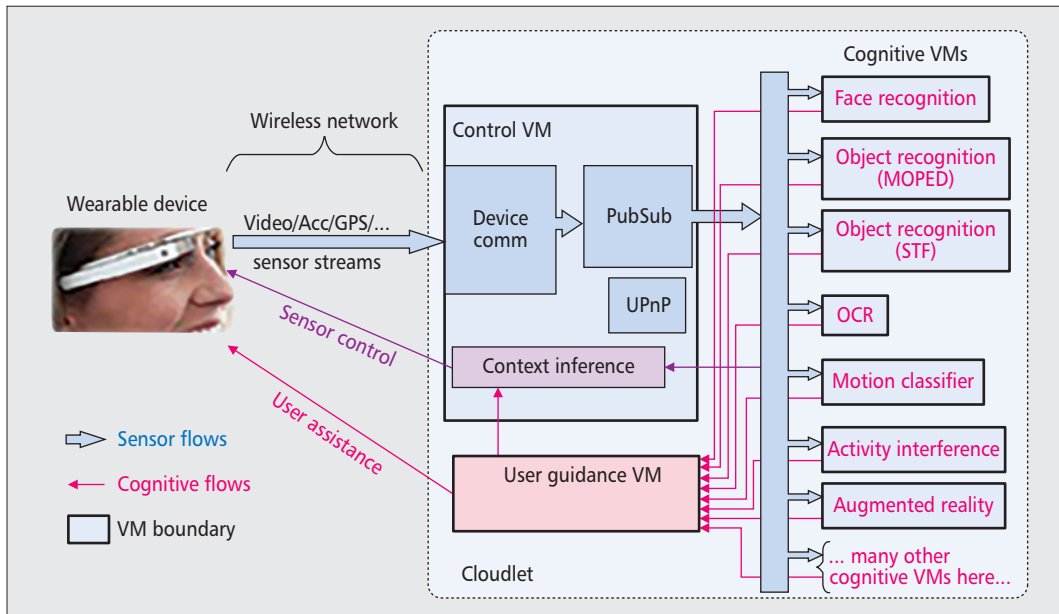 Cognitive VMs
Face recognition
Wireless network
Control VM
Object recognition
(MOPED)
Wearable device
Video/Acc/GPS/...
sensor streams
Device
comm
PubSub
Object recognition
(STF)
UPnP
OCR
Sensor control
Context inference
Motion classifier
User assistance
Sensor flows
Cognitive flows
VM boundary
User guidance VM
Activity interference
Augmented reality
... many other
cognitive VMs here...
Cloudlet